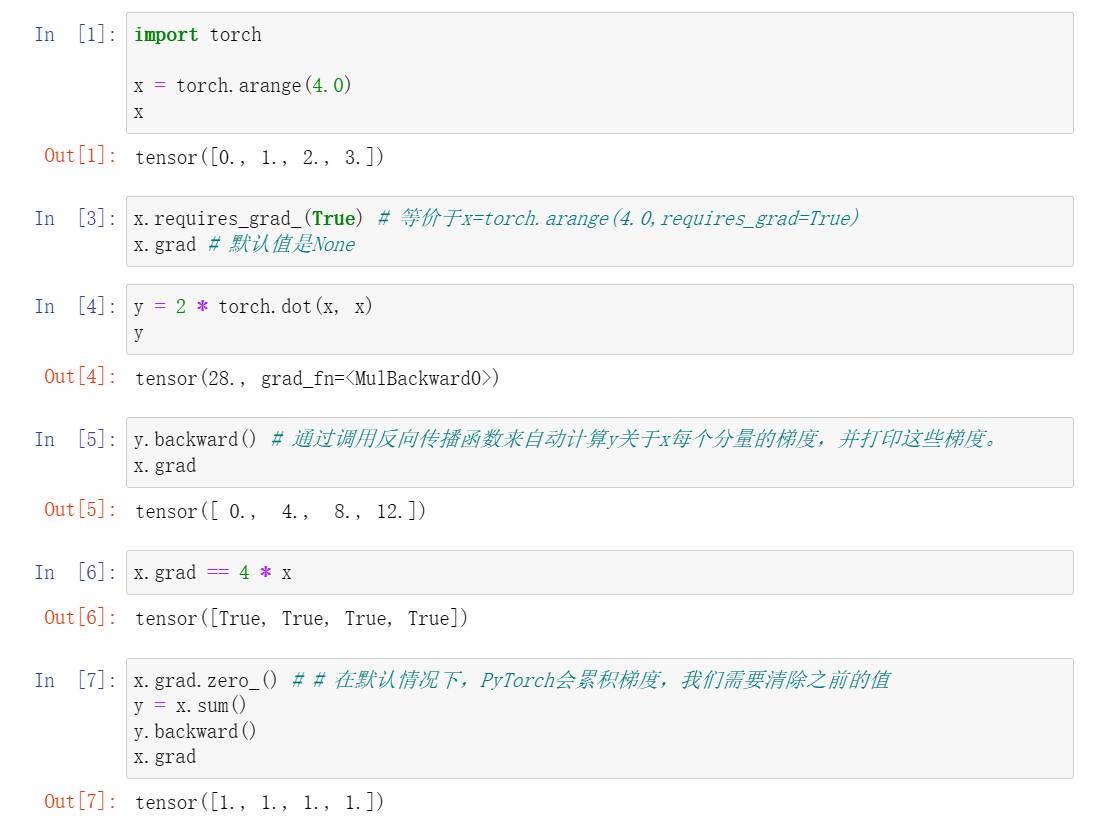 In [1]: import torch
x = torch.arange(4.0)
x
Out[1]: tensor([0., 1., 2., 3.])
In [3]: x.requires_grad_(True) # 等价于x=torch.arange(4.0,requires_grad=True)
x.grad # 默认值是None
In [4]: y = 2 * torch.dot(x, x)
y
Out[4]: tensor(28., grad_fn=<MulBackward0>)
In [5]: y.backward() # 通过调用反向传播函数来自动计算y关于x每个分量的梯度，并打印这些梯度。
x.grad
Out[5]: tensor([ 0.,  4.,  8., 12.])
In [6]: x.grad == 4 * x
Out[6]: tensor([True, True, True, True])
In [7]: x.grad.zero_() # # 在默认情况下，PyTorch会累积梯度，我们需要清除之前的值
y = x.sum()
y.backward()
x.grad
Out[7]: tensor([1., 1., 1., 1.])